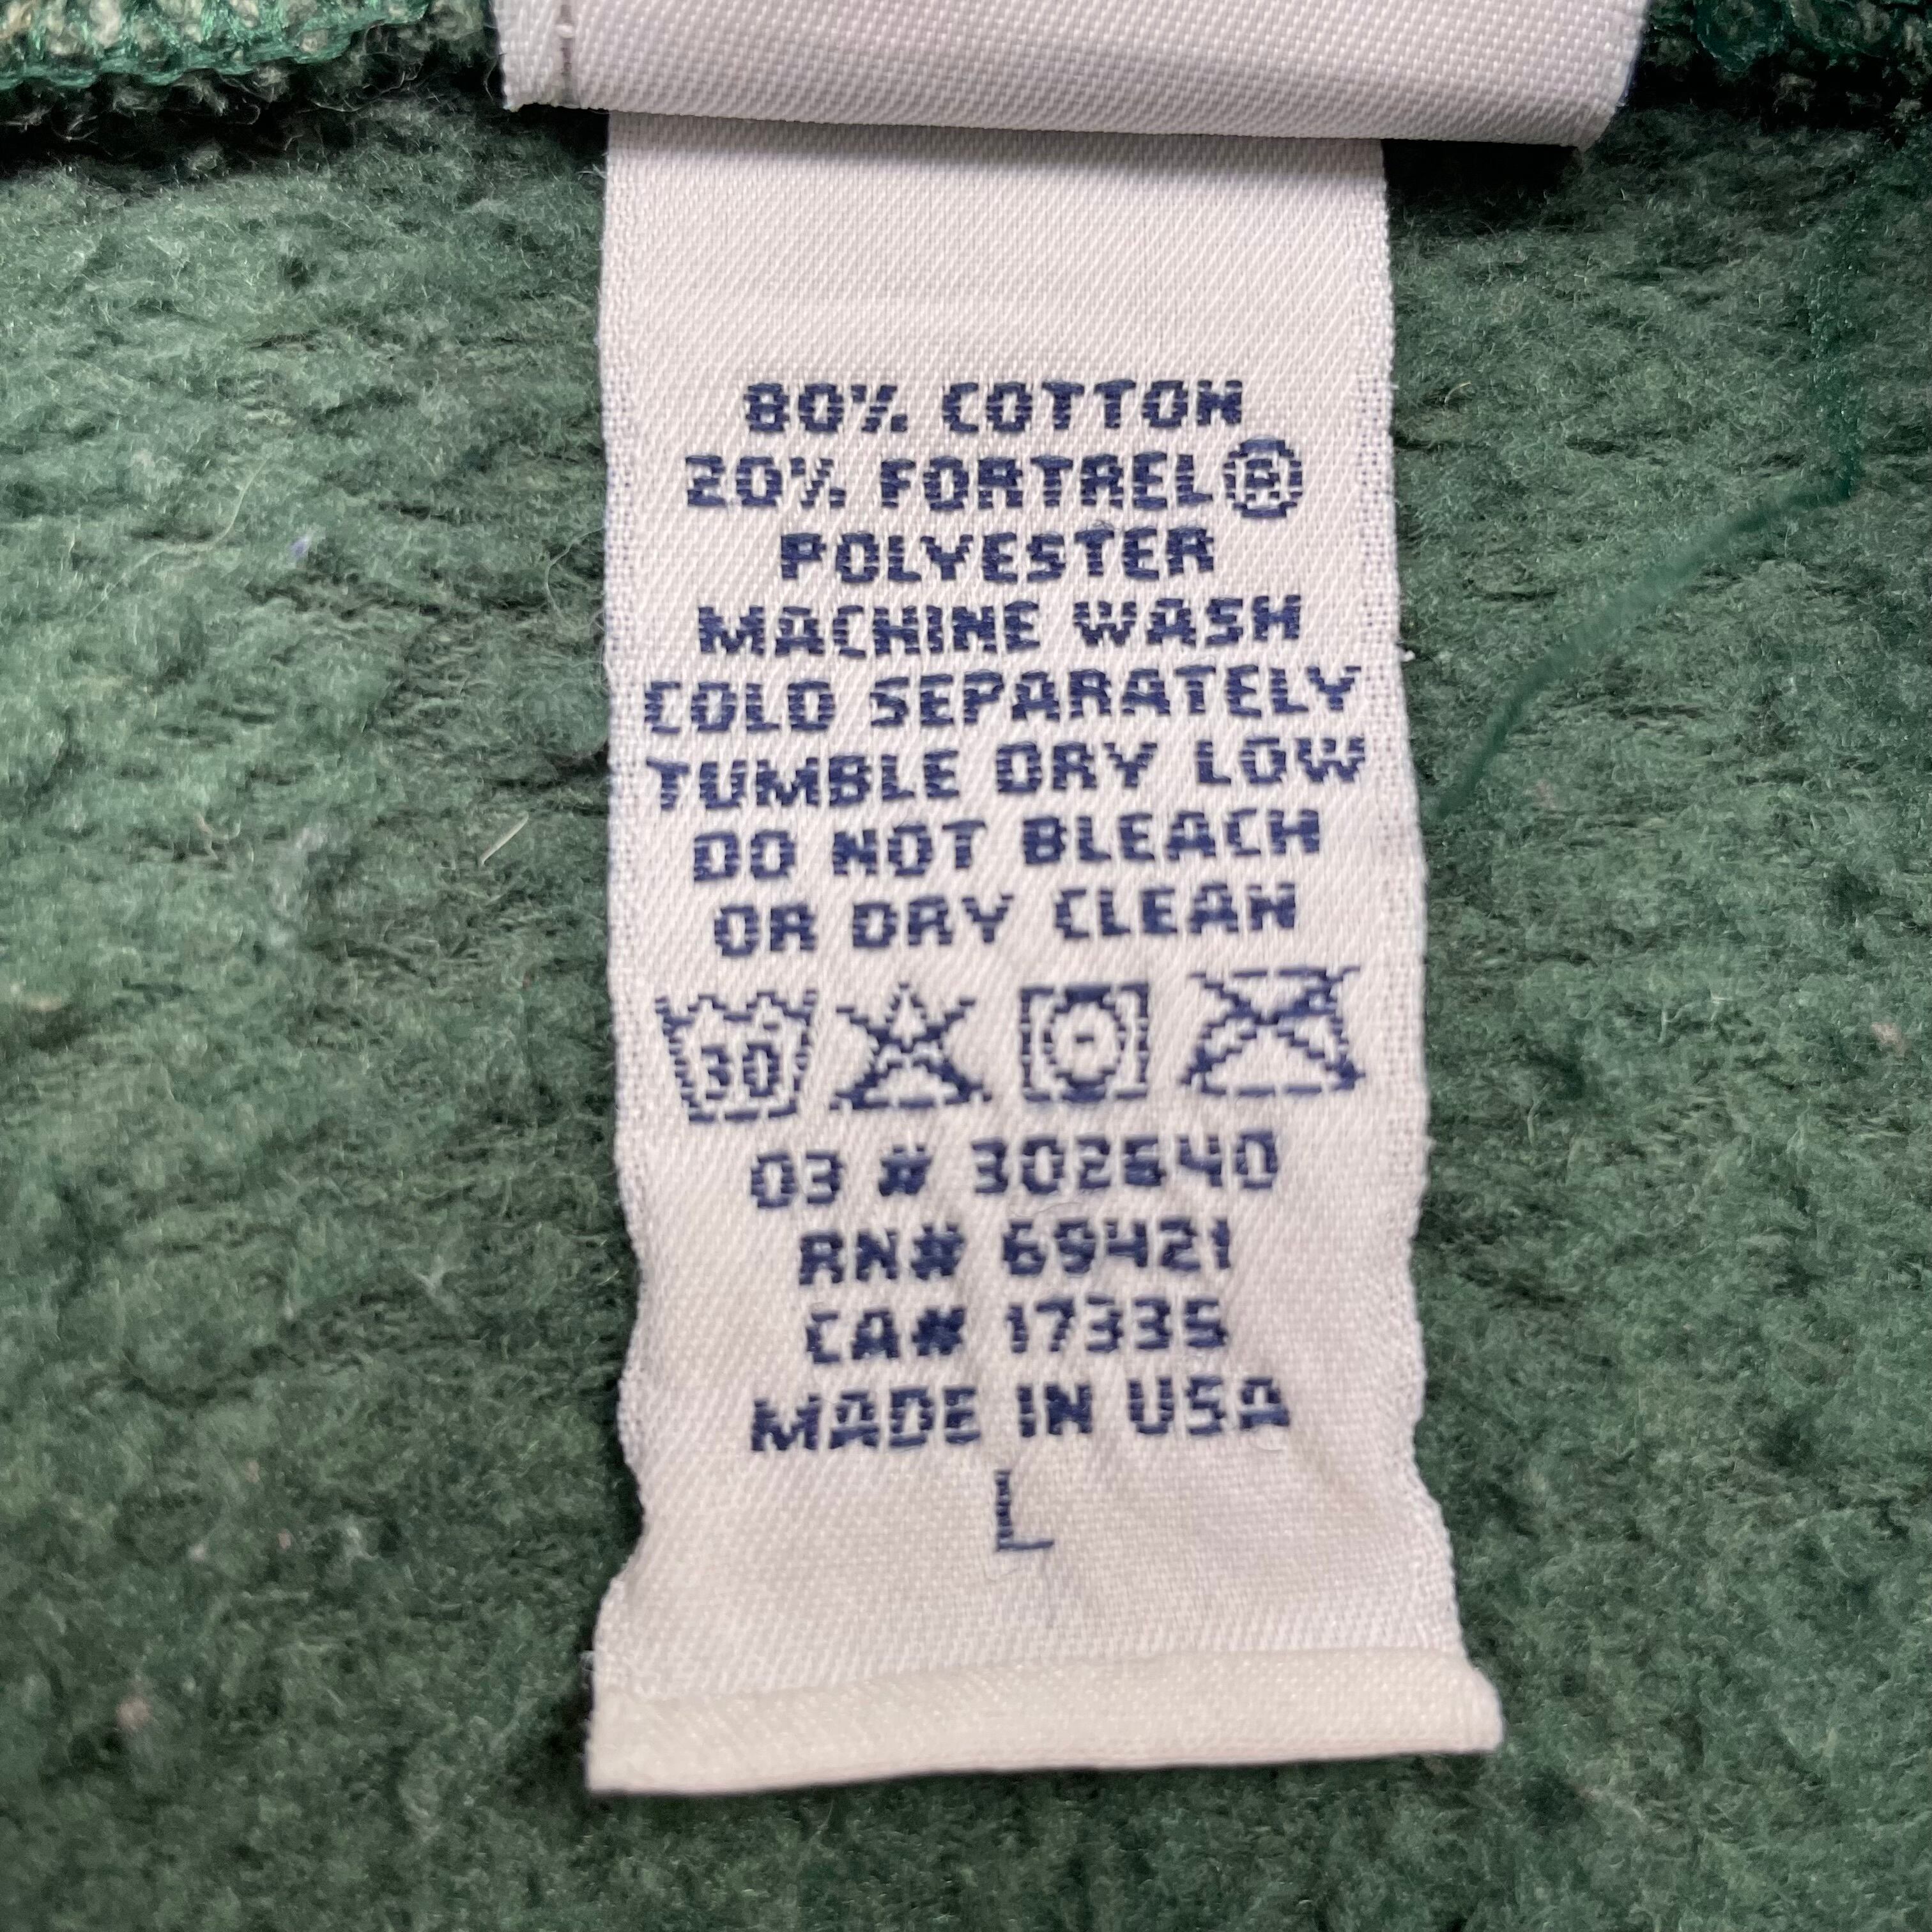 80% COTTON
20% FORTREL®
POLYESTER
MACHINE WASH
COLD SEPARATELY
TUMBLE DRY LOW
DO NOT BLEACH
OR DRY CLEAN
30°
03 # 302640
RN# 69421
CA# 17335
MADE IN USA
L